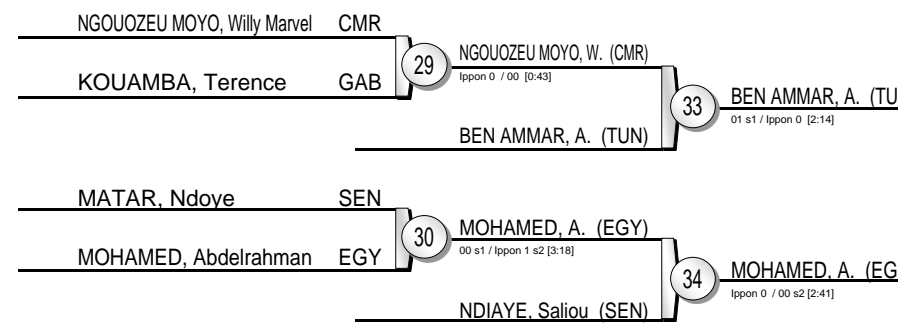 NGOUOZEU MOYO, Willy Marvel CMR
KOUAMBA, Terence GAB
29
NGOUOZEU MOYO, W. (CMR)
Ippon 0 / 00 [0:43]
BEN AMMAR, A. (TUN)
33
BEN AMMAR, A. (TU
01 s1 / Ippon 0 [2:14]
MATAR, Ndoye SEN
MOHAMED, Abdelrahman EGY
30
MOHAMED, A. (EGY)
00 s1 / Ippon 1 s2 [3:18]
NDIAYE, Saliou (SEN)
34
MOHAMED, A. (EG
Ippon 0 / 00 s2 [2:41]